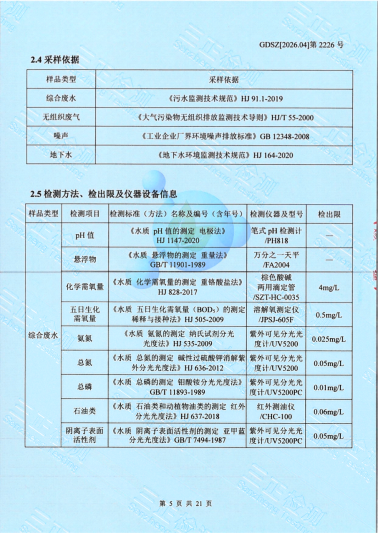 GDSZ[2026.04]第 2226 号
2.4 采样依据
样品类型 采样依据
综合废水 《污水监测技术规范》HJ 91.1-2019
无组织废气 《大气污染物无组织排放监测技术导则》HJ/T 55-2000
噪声 《工业企业厂界环境噪声排放标准》GB 12348-2008
地下水 《地下水环境监测技术规范》HJ 164-2020
2.5 检测方法、检出限及仪器设备信息
样品类型 检测项目 检测标准（方法）名称及编号（含年号） 检测仪器及型号 检出限
综合废水
pH 值 《水质 pH 值的测定 电极法》 笔式 pH 检测计 —
HJ 1147-2020 /PH818
悬浮物 《水质 悬浮物的测定 重量法》 万分之一天平 —
GB/T 11901-1989 /FA2004
化学需氧量 《水质 化学需氧量的测定 重铬酸盐法》 棕色酸碱 4mg/L
HJ 828-2017 两用滴定管
/SZT-HC-0035
五日生化 《水质 五日生化需氧量（BOD₅）的测定 溶解氧测定仪 0.5mg/L
需氧量 稀释与接种法》HJ 505-2009 /JPSJ-605F
氨氮 《水质 氨氮的测定 纳氏试剂分光 紫外可见分光光 0.025mg/L
光度法》HJ 535-2009 度计/UV5200
总氮 《水质 总氮的测定 碱性过硫酸钾消解紫 紫外可见分光光 0.05mg/L
外分光光度法》HJ 636-2012 度计/UV5200
总磷 《水质 总磷的测定 钼酸铵分光光度法》 紫外可见分光光 0.01mg/L
GB/T 11893-1989 度计/UV5200PC
石油类 《水质 石油类和动植物油类的测定 红外 红外测油仪 0.06mg/L
分光光度法》HJ 637-2018 /CHC-100
阴离子表面 《水质 阴离子表面活性剂的测定 亚甲蓝 紫外可见分光光 0.05mg/L
活性剂 分光光度法》GB/T 7494-1987 度计/UV5200PC
第 5 页 共 21 页